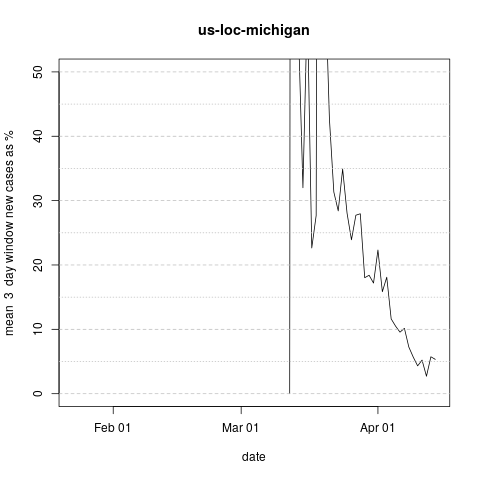 us-loc-michigan
mean 3 day window new cases as %
50
40
30
20
10
0
Feb 01
Mar 01
Apr 01
date